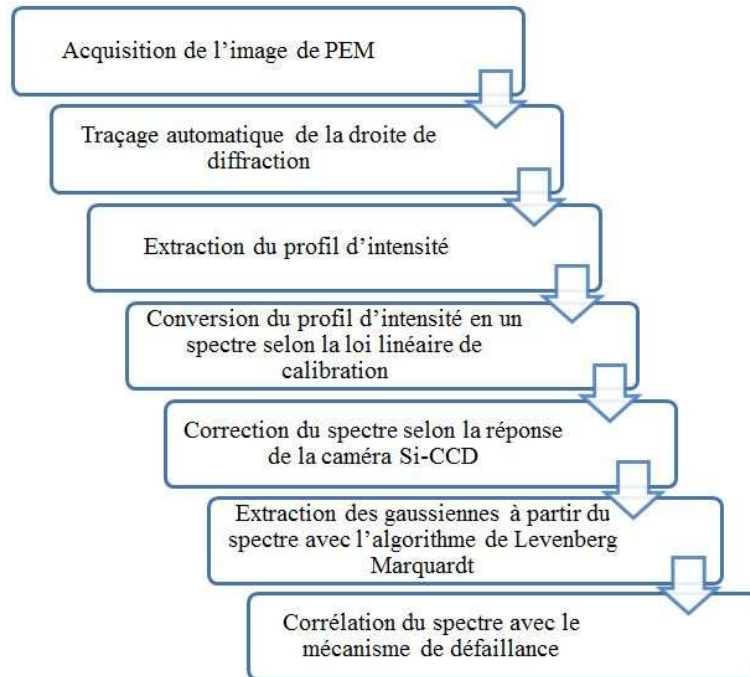 Acquisition de l’image de PEM
Traçage automatique de la droite de
diffraction
Extraction du profil d’intensité
Conversion du profil d’intensité en un
spectre selon la loi linéaire de
calibration
Correction du spectre selon la réponse
de la caméra Si-CCD
Extraction des gaussiennes à partir du
spectre avec l’algorithme de Levenberg
Marquardt
Corrélation du spectre avec le
mécanisme de défaillance